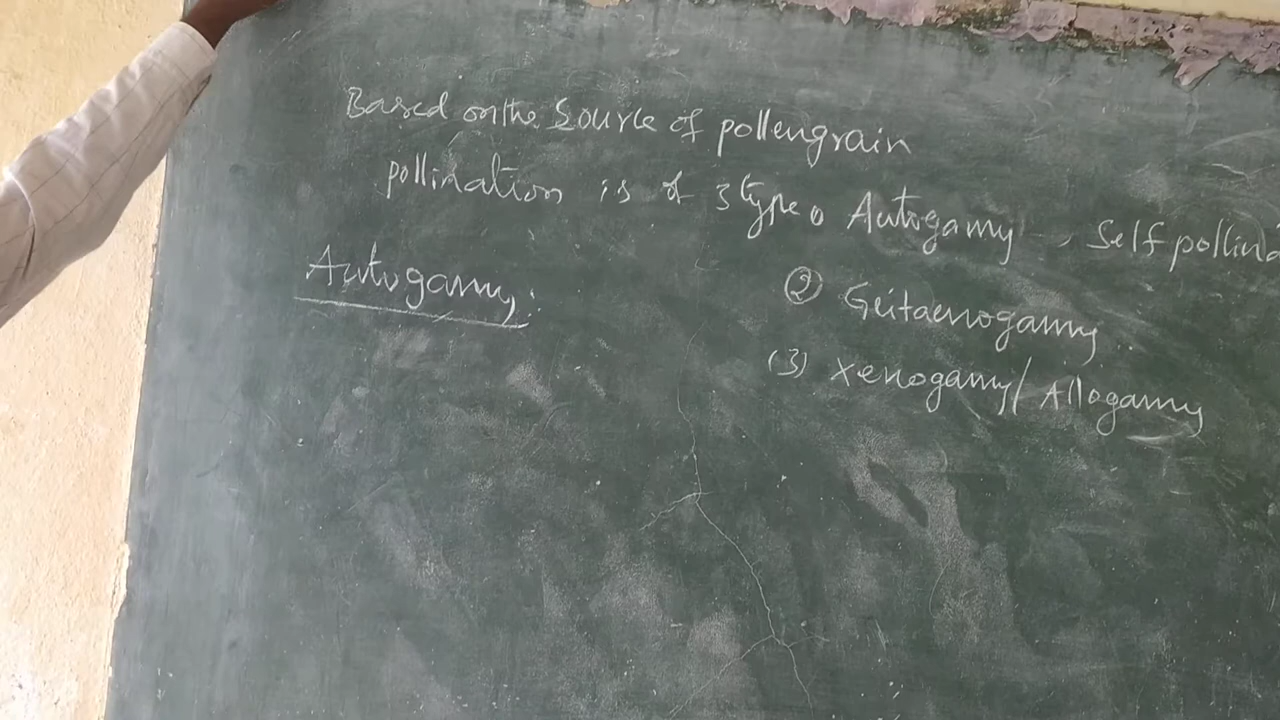 Based on the Source of pollengrain
pollination is of 3 type ① Autogamy - Self pollina
② Geitaenogamy
(3) Xenogamy/ Allogamy
Autogamy: